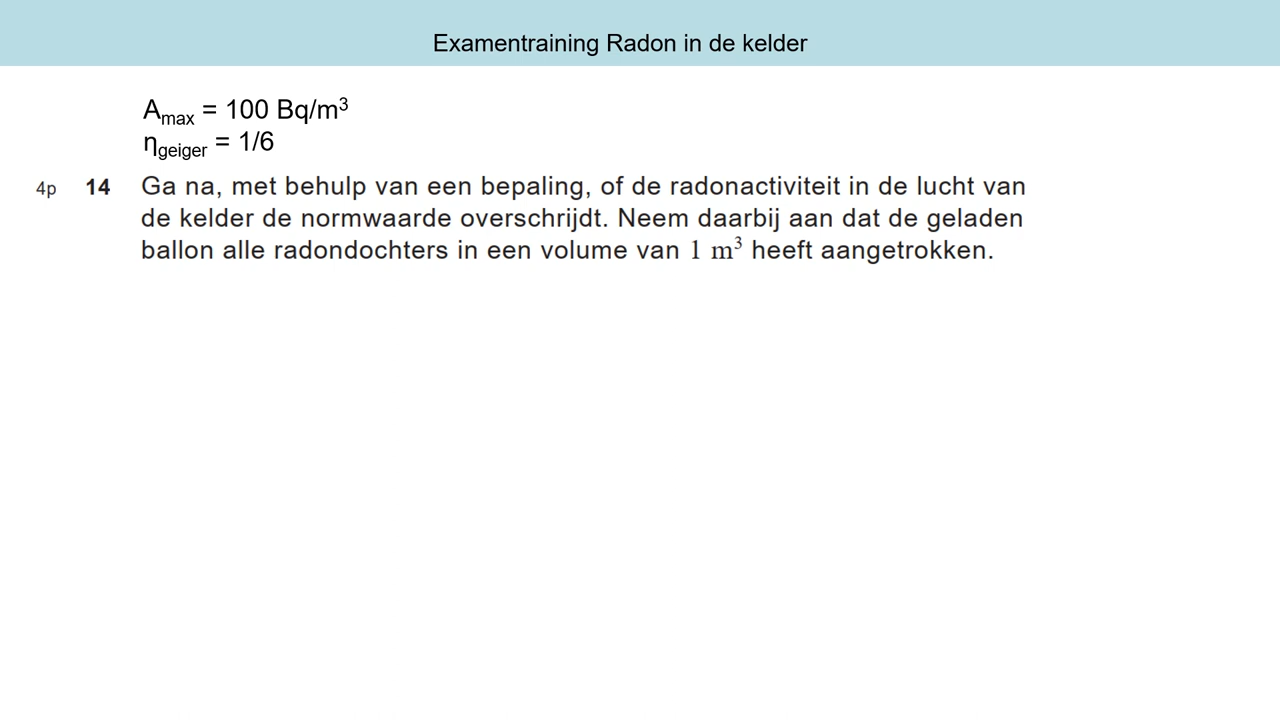 Examentraining Radon in de kelder
Amax = 100 Bq/m³
ηgeiger = 1/6
4p 14 Ga na, met behulp van een bepaling, of de radonactiviteit in de lucht van
de kelder de normwaarde overschrijdt. Neem daarbij aan dat de geladen
ballon alle radondochters in een volume van 1 m³ heeft aangetrokken.